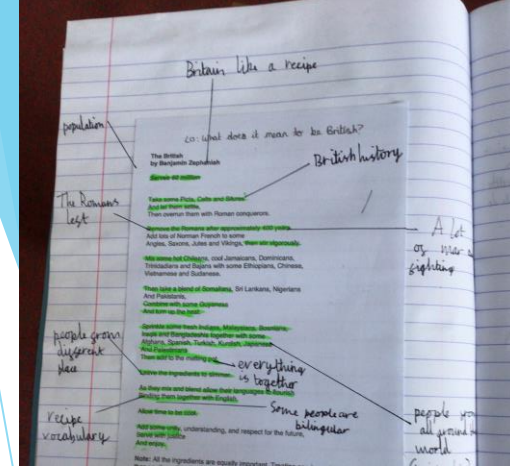 Britain like a recipe
population
LO: What does it mean to be British?
The British
by Benjamin Zephaniah
British history
Serves 60 million
The Romans
left
Take some Picts, Celts and Silures
And let them settle,
Then overrun them with Roman conquerors.
Remove the Romans after approximately 400 years
Add lots of Norman French to some
Angles, Saxons, Jutes and Vikings, then stir vigorously.
A lot
of war
fighting
Mix some hot Chileans, cool Jamaicans, Dominicans,
Trinidadians and Bajans with some Ethiopians, Chinese,
Vietnamese and Sudanese.
Then take a blend of Somalians, Sri Lankans, Nigerians
And Pakistanis,
Combine with some Guyanese
And turn up the heat.
people from
different
place
Sprinkle some fresh Indians, Malaysians, Bosnians,
Iraqis and Bangladeshis together with some
Afghans, Spanish, Turkish, Kurdish, Japanese
And Palestinians
Then add to the melting pot.
everything
is together
Leave the ingredients to simmer.
As they mix and blend allow their languages to flourish
Binding them together with English.
Some people are
bilingual
Allow time to be cool.
recipe
vocabulary
people
all around
world
Add some unity, understanding, and respect for the future,
Serve with justice
And enjoy.
Note: All the ingredients are equally important.